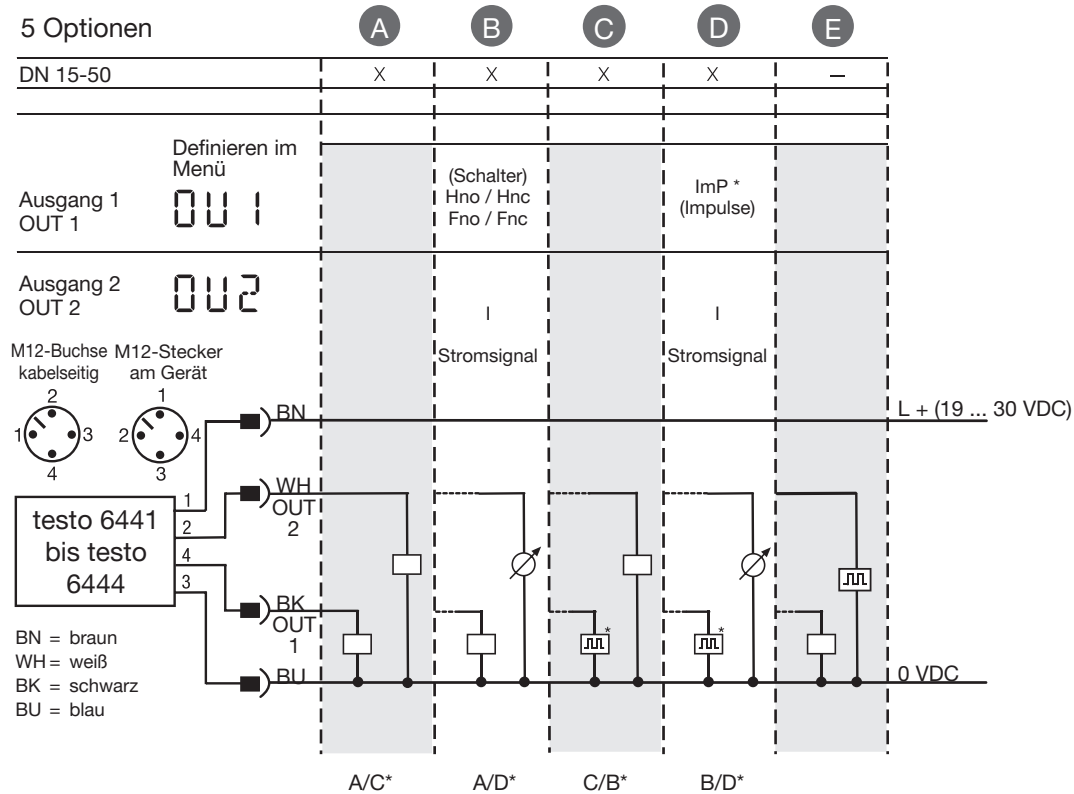 5 Optionen
A B C D E
DN 15-50 X X X X –
Definieren im
Menü
Ausgang 1
OUT 1
OU1
(Schalter)
Hno / Hnc
Fno / Fnc
ImP *
(Impulse)
Ausgang 2
OUT 2
OU2
I
Stromsignal
I
Stromsignal
M12-Buchse
kabelseitig
M12-Stecker
am Gerät
2
1 3
4
1
2 4
3
BN
L + (19 ... 30 VDC)
WH
OUT
2
testo 6441
bis testo
6444
1
2
4
3
BK
OUT
1
*
*
BU
0 VDC
BN = braun
WH = weiß
BK = schwarz
BU = blau
A/C* A/D* C/B* B/D*